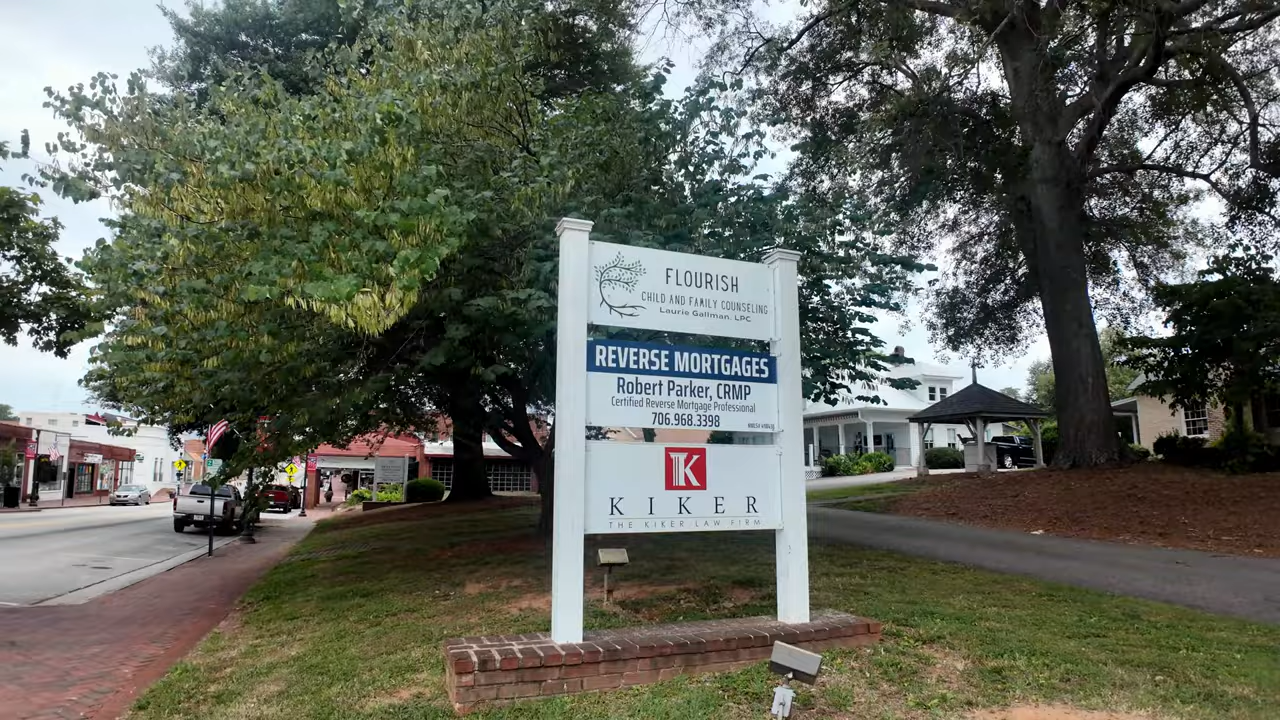 FLOURISH
CHILD AND FAMILY COUNSELING
Laurie Gallman, LPC
REVERSE MORTGAGES
Robert Parker, CRMP
Certified Reverse Mortgage Professional
706.968.3398
K
KIKER
THE KIKER LAW FIRM